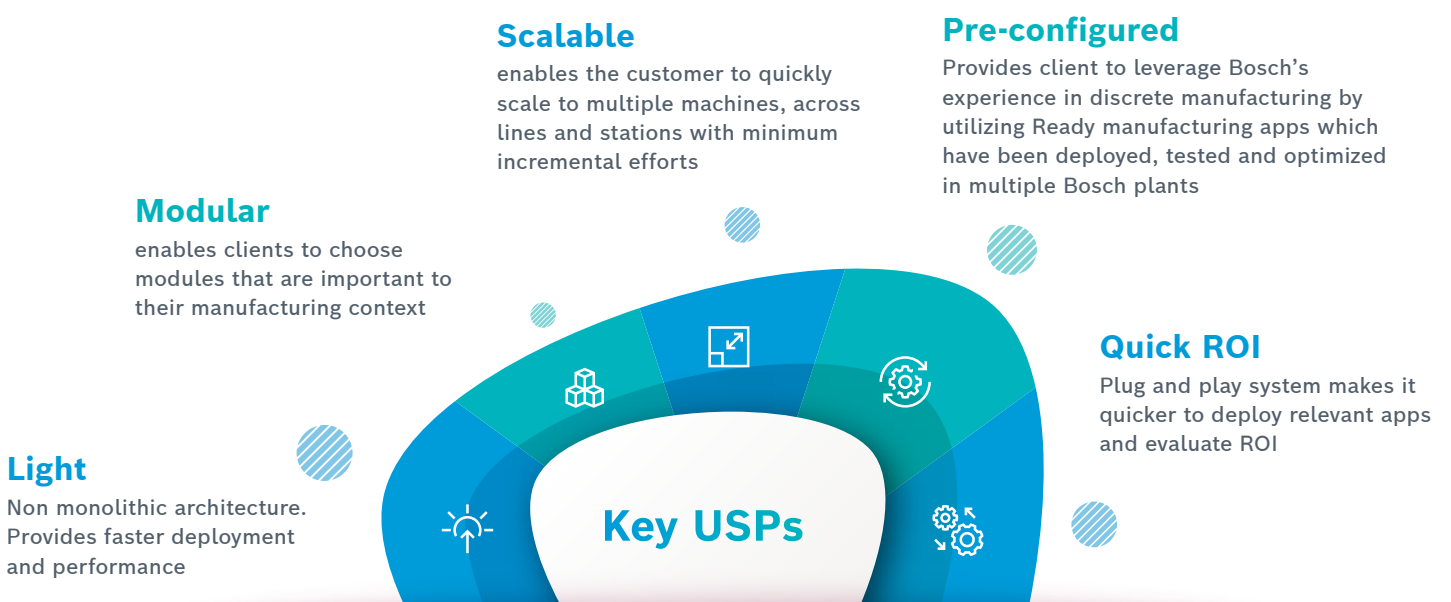 Scalable
enables the customer to quickly
scale to multiple machines, across
lines and stations with minimum
incremental efforts
Pre-configured
Provides client to leverage Bosch’s
experience in discrete manufacturing by
utilizing Ready manufacturing apps which
have been deployed, tested and optimized
in multiple Bosch plants
Modular
enables clients to choose
modules that are important to
their manufacturing context
Quick ROI
Plug and play system makes it
quicker to deploy relevant apps
and evaluate ROI
Light
Non monolithic architecture.
Provides faster deployment
and performance
Key USPs